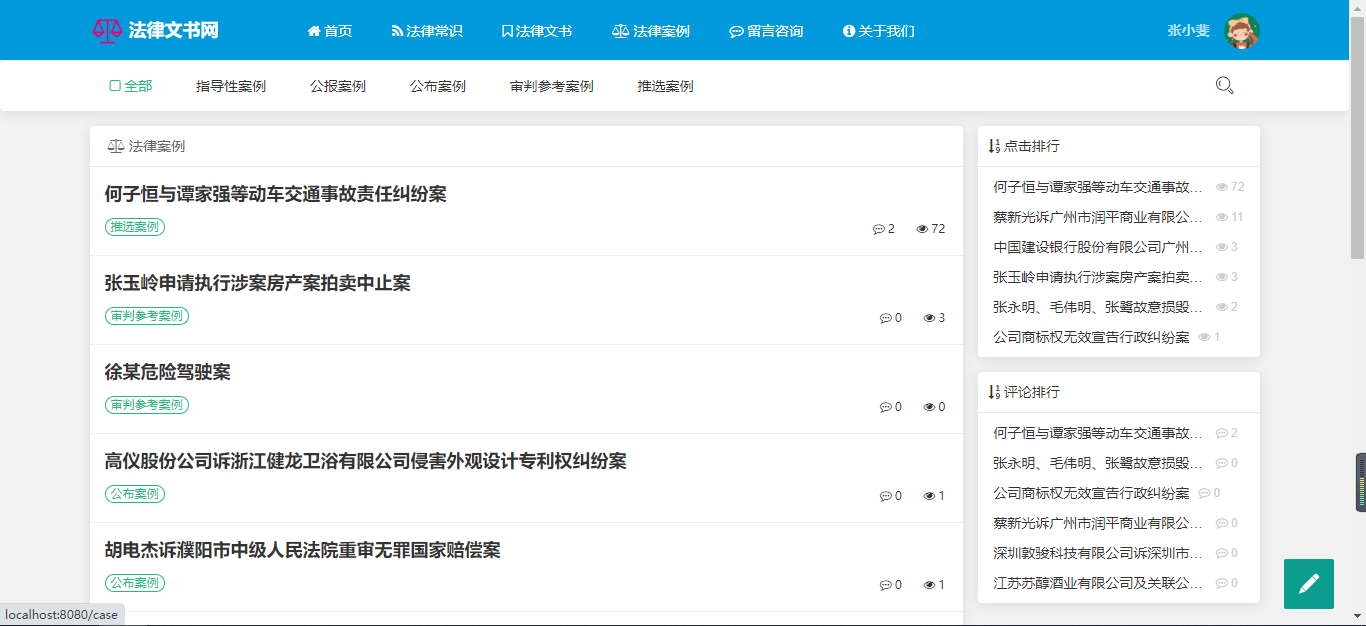 法律文书网 首页 法律常识 法律文书 法律案例 留言咨询 关于我们 张小斐
全部 指导性案例 公报案例 公布案例 审判参考案例 推选案例
法律案例
何子恒与谭家强等动车交通事故责任纠纷案
推选案例 2 72
张玉岭申请执行涉案房产案拍卖中止案
审判参考案例 0 3
徐某危险驾驶案
审判参考案例 0 0
高仪股份公司诉浙江健龙卫浴有限公司侵害外观设计专利权纠纷案
公布案例 0 1
胡电杰诉濮阳市中级人民法院重审无罪国家赔偿案
公布案例 0 1
点击排行
何子恒与谭家强等动车交通事故... 72
蔡新光诉广州市润平商业有限公... 11
中国建设银行股份有限公司广州... 3
张玉岭申请执行涉案房产案拍卖... 3
张永明、毛伟明、张鹭故意损毁... 2
公司商标权无效宣告行政纠纷案 1
评论排行
何子恒与谭家强等动车交通事故... 2
张永明、毛伟明、张鹭故意损毁... 0
公司商标权无效宣告行政纠纷案 0
蔡新光诉广州市润平商业有限公... 0
深圳敦骏科技有限公司诉深圳市... 0
江苏苏醇酒业有限公司及关联公... 0
localhost:8080/case